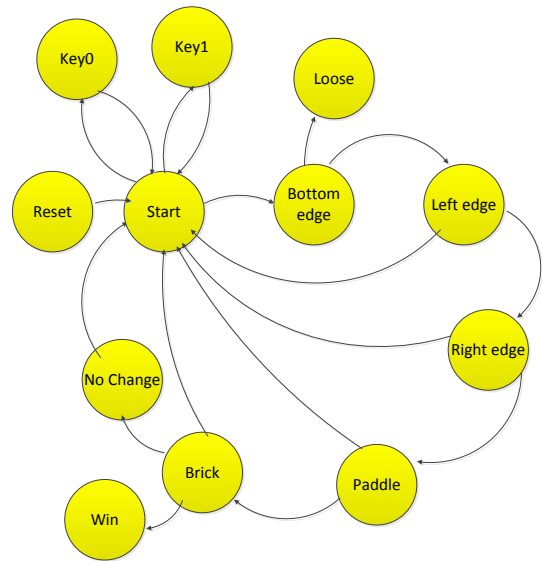 Key0
Key1
Loose
Reset
Start
Bottom
edge
Left edge
Right edge
No Change
Brick
Paddle
Win